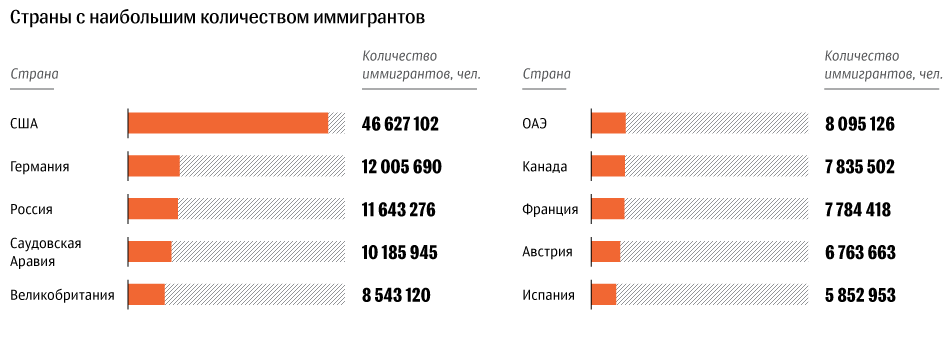 Страны с наибольшим количеством иммигрантов
Страна
Количество
иммигрантов, чел.
США
46 627 102
Германия
12 005 690
Россия
11 643 276
Саудовская
Аравия
10 185 945
Великобритания
8 543 120
Страна
Количество
иммигрантов, чел.
ОАЭ
8 095 126
Канада
7 835 502
Франция
7 784 418
Австрия
6 763 663
Испания
5 852 953